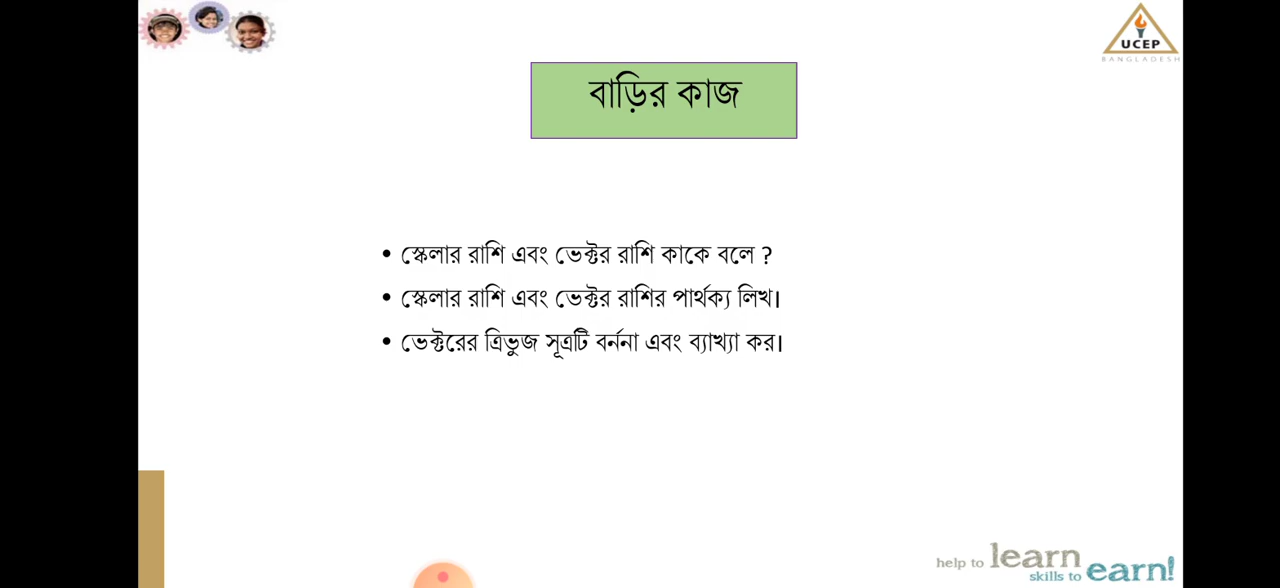 UCEP
BANGLADESH
বাড়ির কাজ
• স্কেলার রাশি এবং ভেক্টর রাশি কাকে বলে ?
• স্কেলার রাশি এবং ভেক্টর রাশির পার্থক্য লিখ।
• ভেক্টরের ত্রিভুজ সূত্রটি বর্ননা এবং ব্যাখ্যা কর।
help to learn
skills to earn!